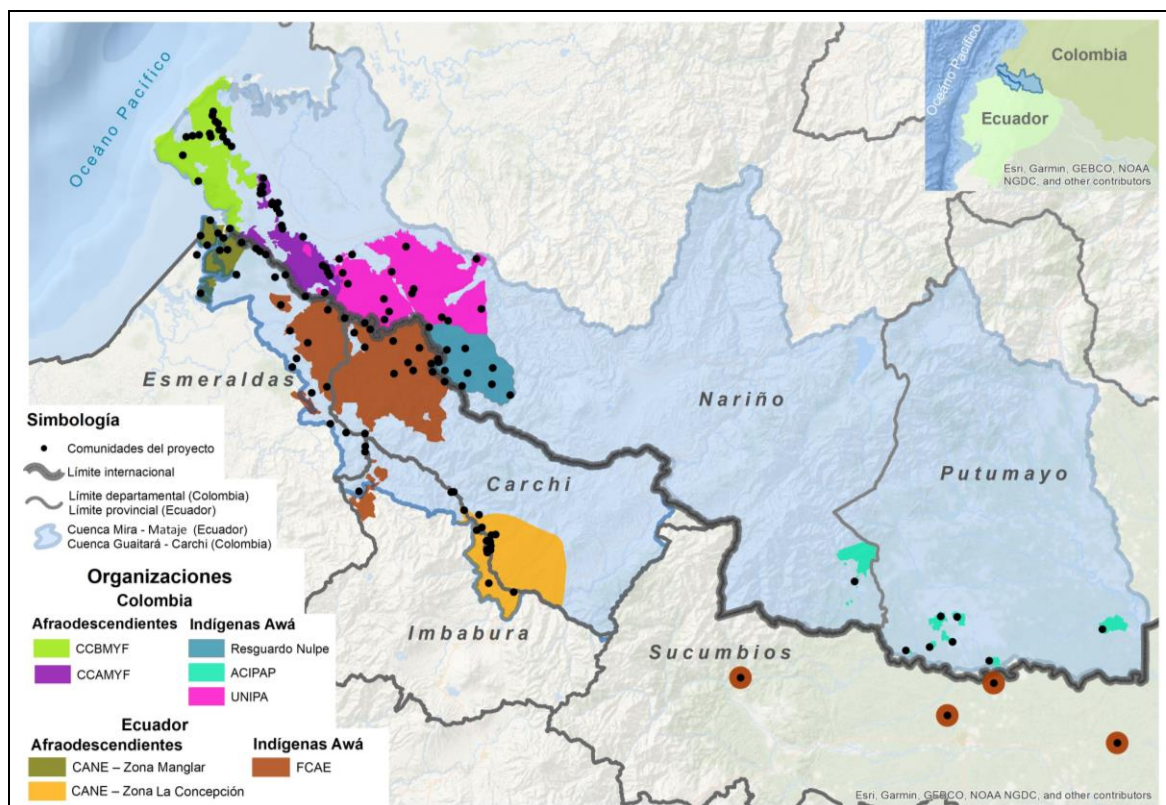 Océano Pacífico
Colombia
Océano Pacífico
Ecuador
Esri, Garmin, GEBCO, NOAA
NGDC, and other contributors
Esmeraldas
Nariño
Putumayo
Carchi
Imbabura
Sucumbios
Simbología
Comunidades del proyecto
Límite internacional
Límite departamental (Colombia)
Límite provincial (Ecuador)
Cuenca Mira - Mataje (Ecuador)
Cuenca Guaitará - Carchi (Colombia)
Organizaciones
Colombia
Afraodescendientes Indígenas Awá
CCBMYF Resguardo Nulpe
CCAMYF ACIPAP
UNIPA
Ecuador
Afraodescendientes Indígenas Awá
CANE – Zona Manglar FCAE
CANE – Zona La Concepción
Esri, Garmin, GEBCO, NOAA NGDC, and other contributors